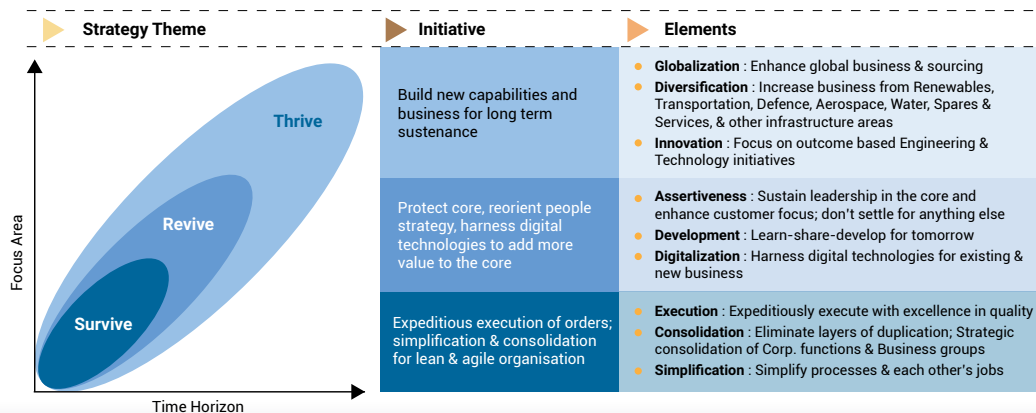 Strategy Theme
Initiative
Elements
Focus Area
Thrive
Revive
Survive
Time Horizon
Build new capabilities and
business for long term
sustenance
Globalization : Enhance global business & sourcing
Diversification : Increase business from Renewables,
Transportation, Defence, Aerospace, Water, Spares &
Services, & other infrastructure areas
Innovation : Focus on outcome based Engineering &
Technology initiatives
Protect core, reorient people
strategy, harness digital
technologies to add more
value to the core
Assertiveness : Sustain leadership in the core and
enhance customer focus; don't settle for anything else
Development : Learn-share-develop for tomorrow
Digitalization : Harness digital technologies for existing &
new business
Expeditious execution of orders;
simplification & consolidation
for lean & agile organisation
Execution : Expeditiously execute with excellence in quality
Consolidation : Eliminate layers of duplication; Strategic
consolidation of Corp. functions & Business groups
Simplification : Simplify processes & each other's jobs